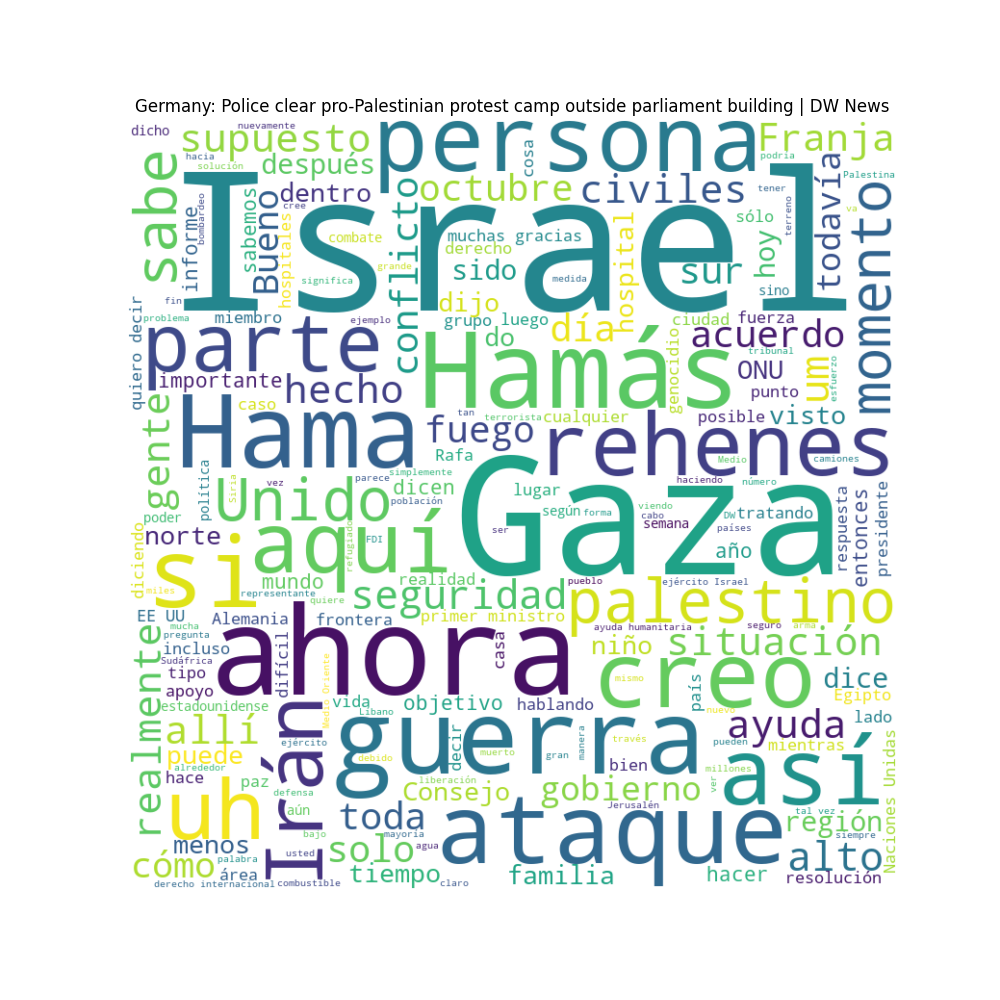 Germany: Police clear pro-Palestinian protest camp outside parliament building | DW News
dicho
nuevamente
supuesto
persona
Franja
hacia
solución
después
cosa
podría
Palestina
sabe
Israel
dentro
octubre
civiles
tener
todavía
momento
informe
bombardeo
sabemos
Bueno
cree
hospitales
combate
conflicto
muchas gracias
derecho
hospital
sólo
hoy
terreno
va
grande
significa
sido
medida
sur
sino
fin
dijo
quiero decir
problema
miembro
ejemplo
grupo
luego
do
día
ciudad
fuerza
parte
Hamás
genocidio
acuerdo
tribunal
um
esfuerzo
importante
hecho
ONU
punto
gente
caso
Hama
tan
terrorista
cualquier
posible
visto
fuego
rehenes
Rafa
política
Siria
parece
simplemente
Medio
camiones
vez
Unido
dicen
Gaza
haciendo
número
lugar
población
poder
norte
aquí
refugiado
FDI
según
forma
viendo
cabo
semana
DW
tratando
países
respuesta
entonces
presidente
ser
año
diciendo
si
miles
mundo
realidad
pueblo
ejército Israel
representante
quiere
seguridad
palestino
EE UU
Alemania
frontera
primer ministro
ayuda humanitaria
seguro
arma
mucha
pregunta
ahora
casa
niño
situación
realmente
incluso
difícil
Sudáfrica
tipo
Medio Oriente
creo
mismo
país
dice
apoyo
vida
Egipto
estadounidense
Líbano
objetivo
hablando
nuevo
allí
Irán
guerra
decir
ayuda
lado
ejército
través
puede
debido
muerto
gran
manera
pueden
mientras
Naciones Unidas
alrededor
bien
así
hace
paz
liberación
millones
ver
uh
defensa
Consejo
gobierno
aún
toda
Jerusalén
tal vez
región
bajo
mayoría
ataque
siempre
menos
agua
solo
alto
cómo
palabra
usted
área
tiempo
familia
hacer
resolución
derecho internacional
combustible
claro